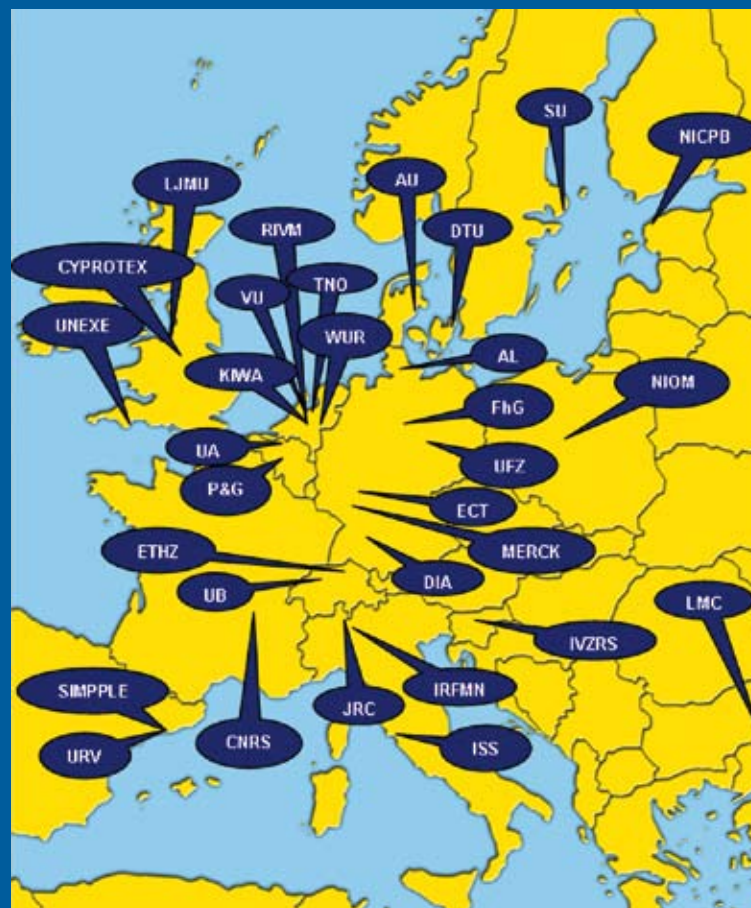 SU
NICPB
LJMU
AU
RIVM
DTU
CYPROTEX
TNO
VU
UNEXE
WUR
AL
KIWA
NIOM
FhG
UA
UFZ
P&G
ECT
ETHZ
MERCK
DIA
UB
LMC
IVZRS
SIMPPLE
IRFMN
JRC
CNRS
ISS
URV